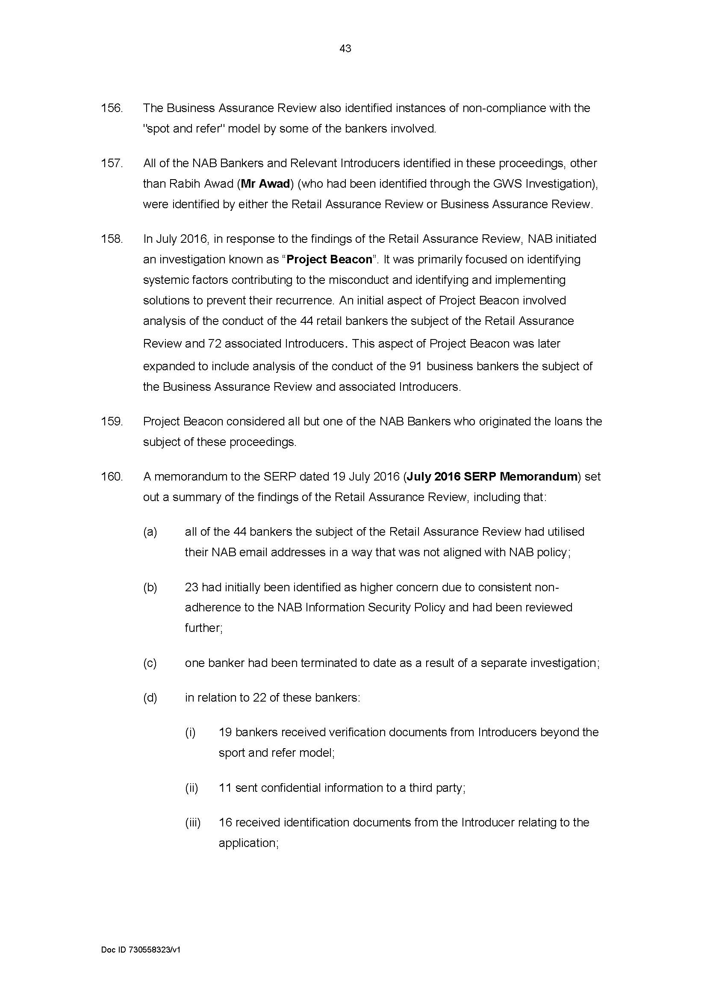 43
156. The Business Assurance Review also identified instances of non-compliance with the
"spot and refer" model by some of the bankers involved.
157. All of the NAB Bankers and Relevant Introducers identified in these proceedings, other
than Rabih Awad (Mr Awad) (who had been identified through the GWS Investigation),
were identified by either the Retail Assurance Review or Business Assurance Review.
158. In July 2016, in response to the findings of the Retail Assurance Review, NAB initiated
an investigation known as “Project Beacon”. It was primarily focused on identifying
systemic factors contributing to the misconduct and identifying and implementing
solutions to prevent their recurrence. An initial aspect of Project Beacon involved
analysis of the conduct of the 44 retail bankers the subject of the Retail Assurance
Review and 72 associated Introducers. This aspect of Project Beacon was later
expanded to include analysis of the conduct of the 91 business bankers the subject of
the Business Assurance Review and associated Introducers.
159. Project Beacon considered all but one of the NAB Bankers who originated the loans the
subject of these proceedings.
160. A memorandum to the SERP dated 19 July 2016 (July 2016 SERP Memorandum) set
out a summary of the findings of the Retail Assurance Review, including that:
(a) all of the 44 bankers the subject of the Retail Assurance Review had utilised
their NAB email addresses in a way that was not aligned with NAB policy;
(b) 23 had initially been identified as higher concern due to consistent non-
adherence to the NAB Information Security Policy and had been reviewed
further;
(c) one banker had been terminated to date as a result of a separate investigation;
(d) in relation to 22 of these bankers:
(i) 19 bankers received verification documents from Introducers beyond the
sport and refer model;
(ii) 11 sent confidential information to a third party;
(iii) 16 received identification documents from the Introducer relating to the
application;
Doc ID 730558323/v1